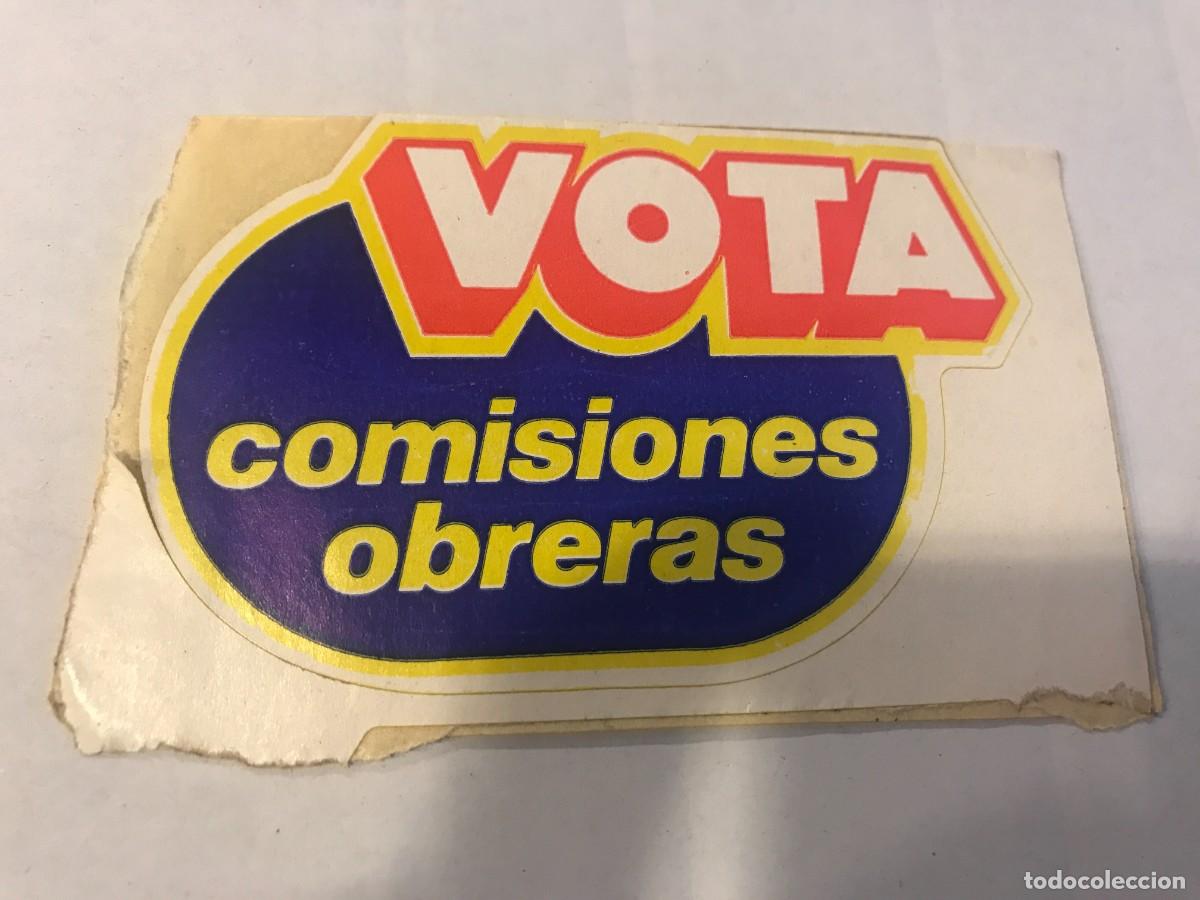 VOTA
comisiones
obreras
todocoleccion